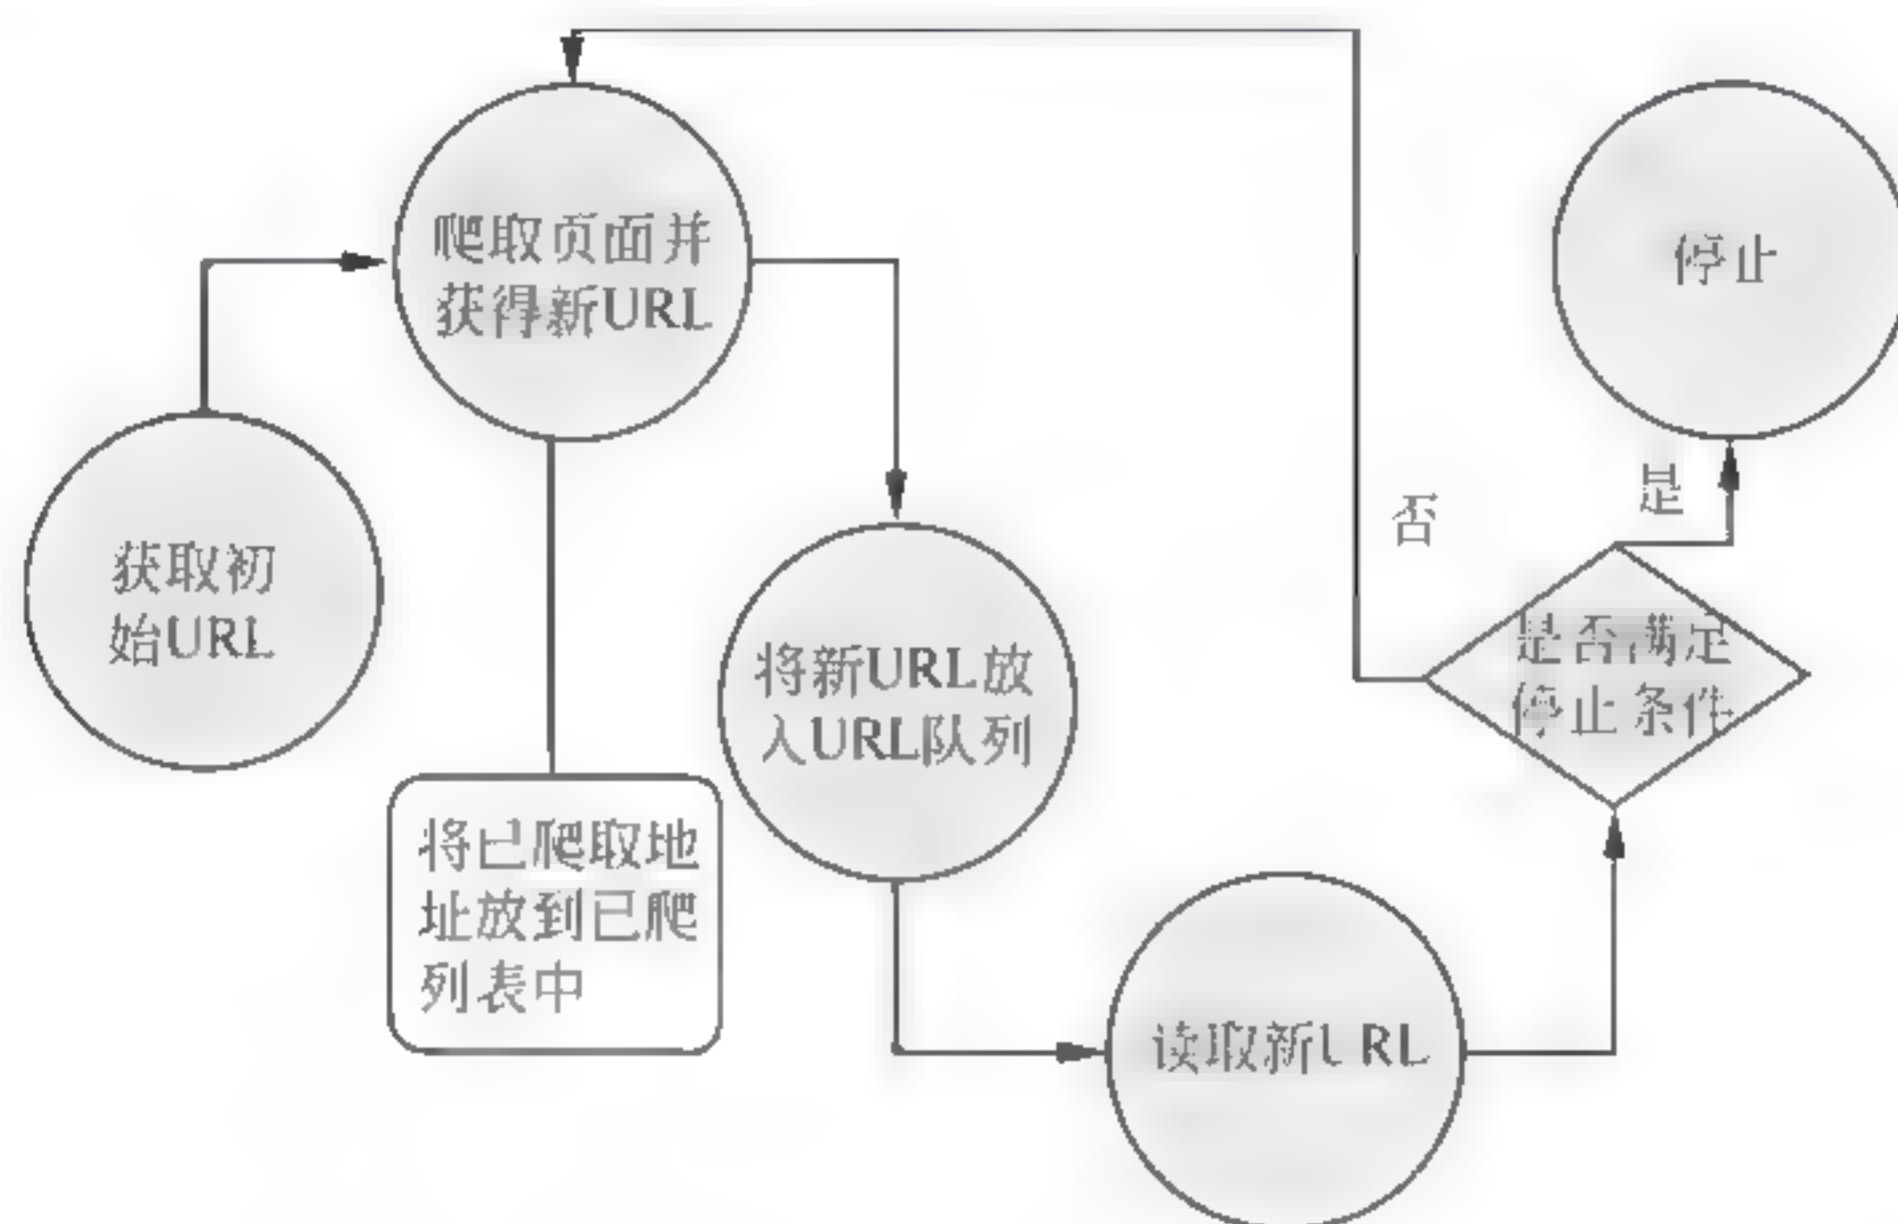 爬取页面并
获得新URL
停止
获取初
始URL
否
是
将新URL放
入URL队列
是否满足
停止条件
将已爬取地
址放到已爬
列表中
读取新URL